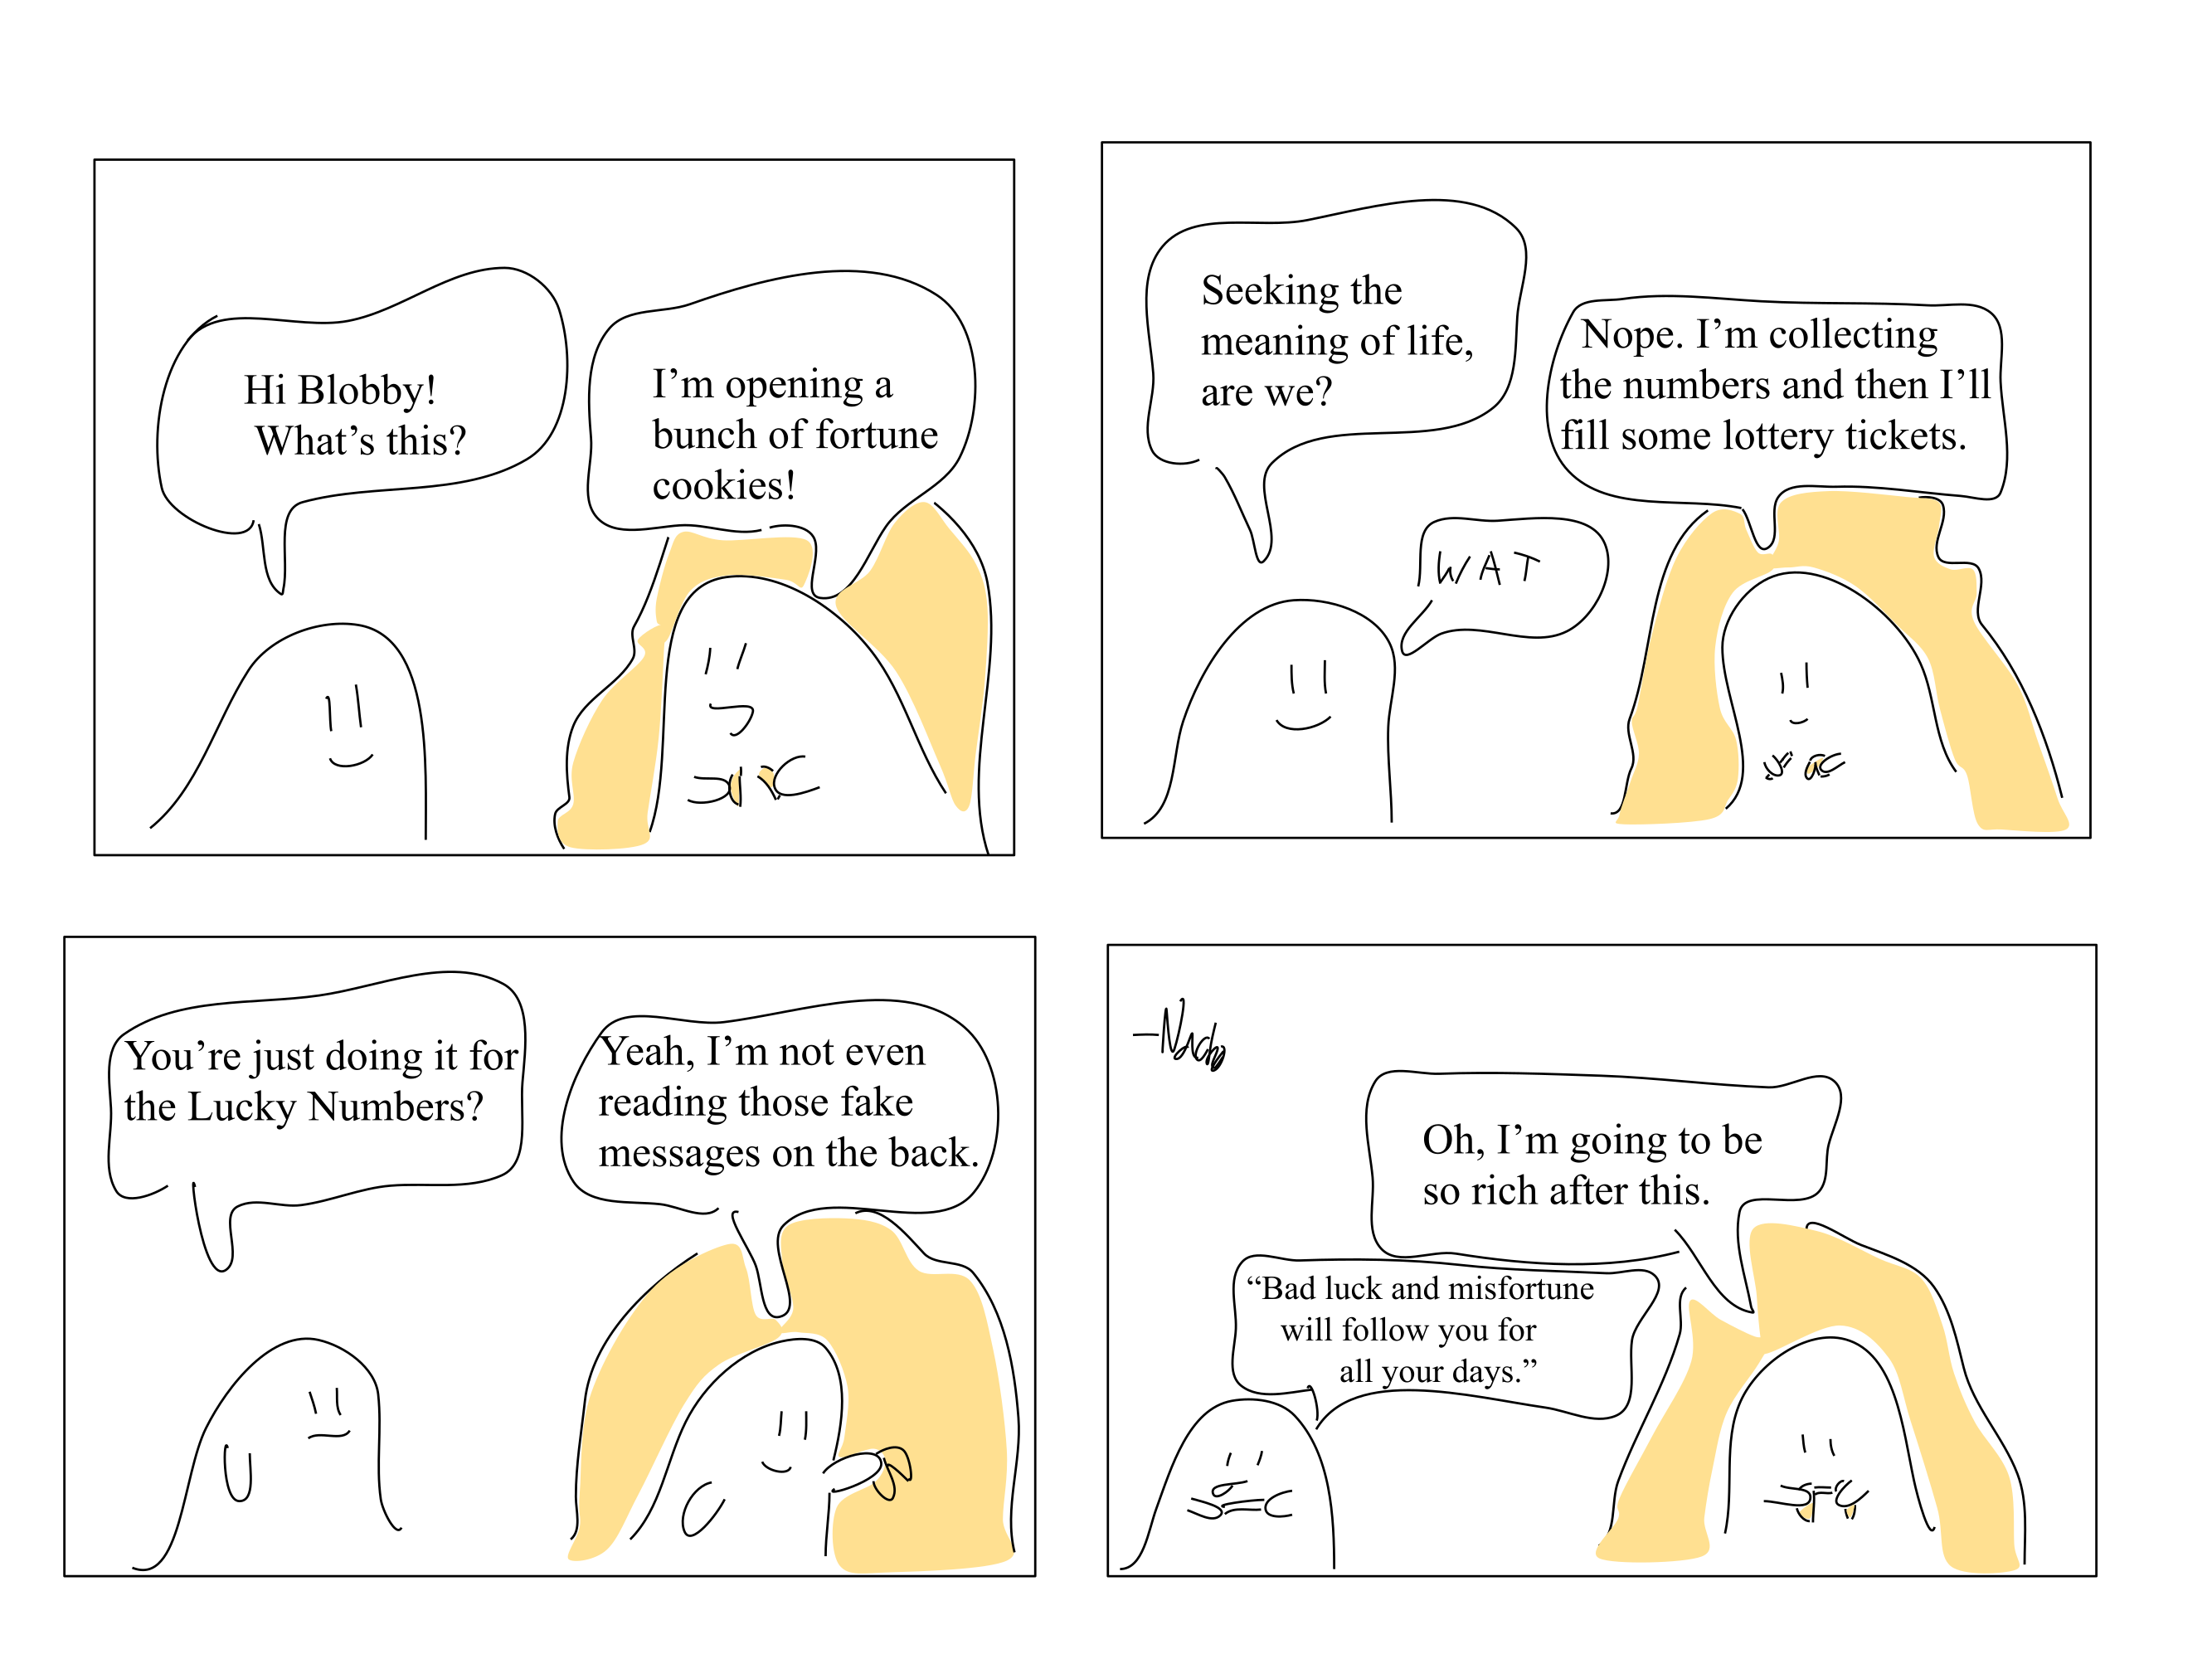 Hi Blobby!
What's this?
I'm opening a
bunch of fortune
cookies!
Seeking the
meaning of life,
are we?
Nope. I'm collecting
the numbers and then I'll
fill some lottery tickets.
WAT
You're just doing it for
the Lucky Numbers?
Yeah, I'm not even
reading those fake
messages on the back.
Oh, I'm going to be
so rich after this.
“Bad luck and misfortune
will follow you for
all your days.”